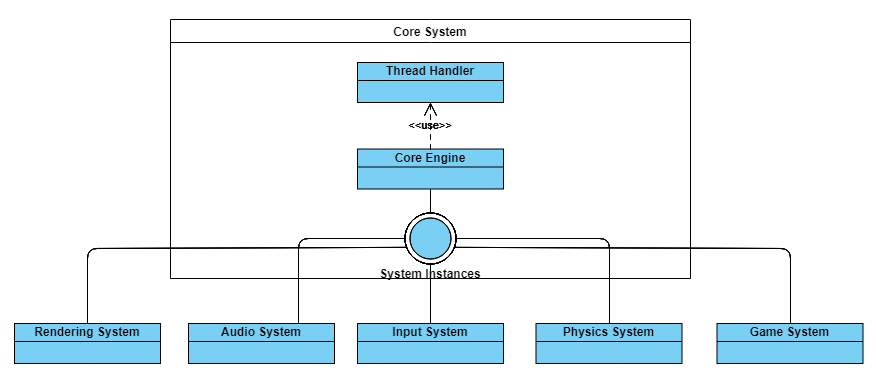 Core System
Thread Handler
<<use>>
Core Engine
System Instances
Rendering System
Audio System
Input System
Physics System
Game System